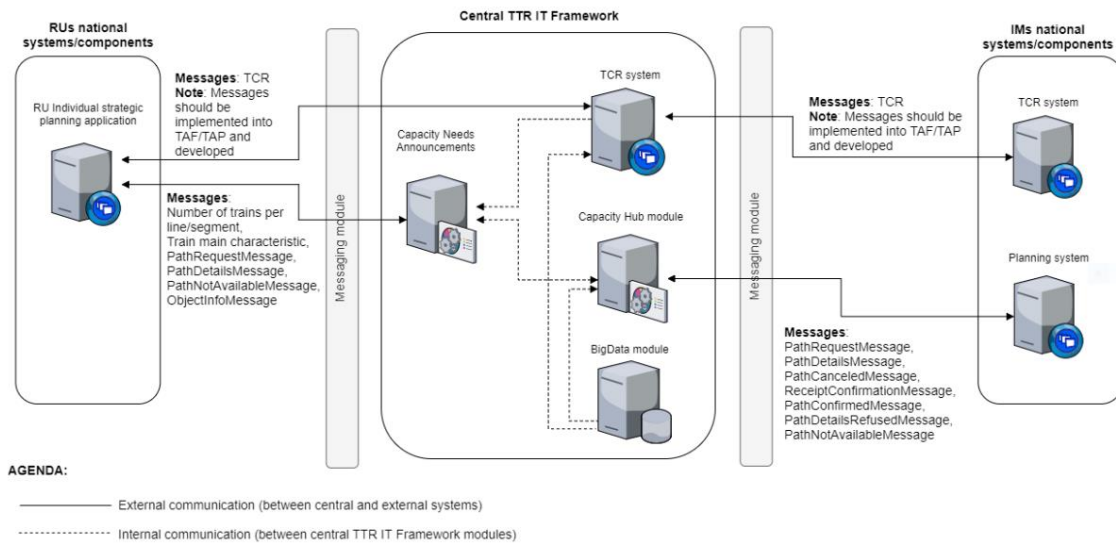 Central TTR IT Framework
RUs national
systems/components
IMs national
systems/components
Messages: TCR
Note: Messages
should be
implemented into
TAF/TAP and
developed
RU Individual strategic
planning application
Messages:
Number of trains per
line/segment,
Train main characteristic,
PathRequestMessage,
PathDetailsMessage,
PathNotAvailableMessage,
ObjectInfoMessage
Messaging module
Capacity Needs
Announcements
TCR system
Capacity Hub module
BigData module
Messaging module
Messages: TCR
Note: Messages should be
implemented into TAF/TAP
and developed
TCR system
Planning system
Messages:
PathRequestMessage,
PathDetailsMessage,
PathCanceledMessage,
ReceiptConfirmationMessage,
PathConfirmedMessage,
PathDetailsRefusedMessage,
PathNotAvailableMessage
AGENDA:
External communication (between central and external systems)
Internal communication (between central TTR IT Framework modules)